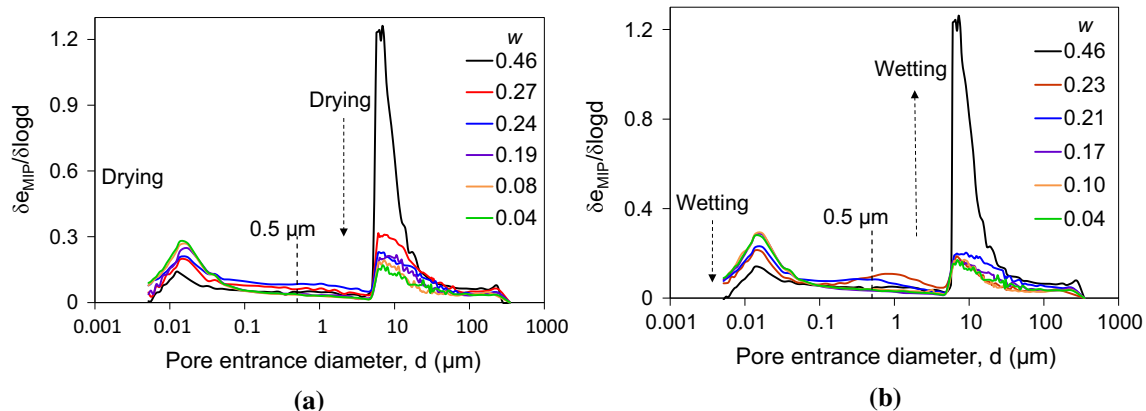 1.2
0.9
0.6
0.3
0
δeMIP/δlogd
w
0.46
0.27
0.24
0.19
0.08
0.04
Drying
Drying
0.5 µm
0.001 0.01 0.1 1 10 100 1000
Pore entrance diameter, d (µm)
(a)
1.2
0.8
0.4
0
δeMIP/δlogd
w
0.46
0.23
0.21
0.17
0.10
0.04
Wetting
Wetting
0.5 µm
0.001 0.01 0.1 1 10 100 1000
Pore entrance diameter, d (µm)
(b)